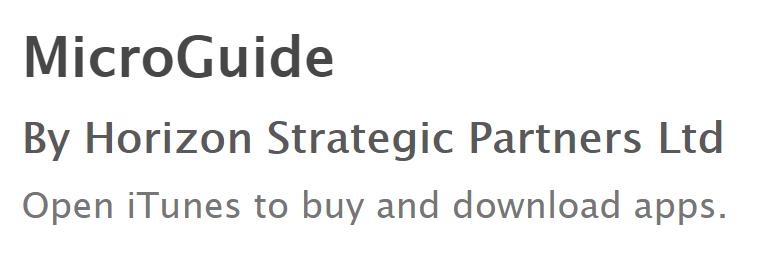 MicroGuide
By Horizon Strategic Partners Ltd
Open iTunes to buy and download apps.